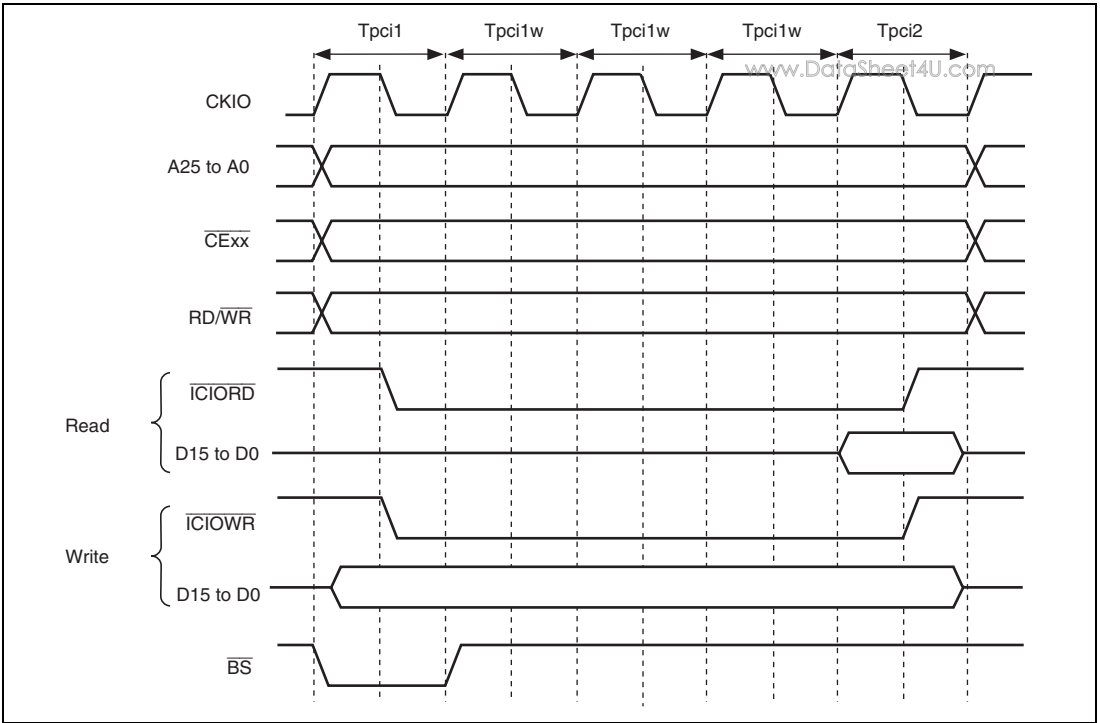 Tpci1 Tpci1w Tpci1w Tpci1w Tpci2
www.DataSheet4U.com
CKIO
A25 to A0
CExx
RD/WR
Read
ICIORD
D15 to D0
Write
ICIOWR
D15 to D0
BS